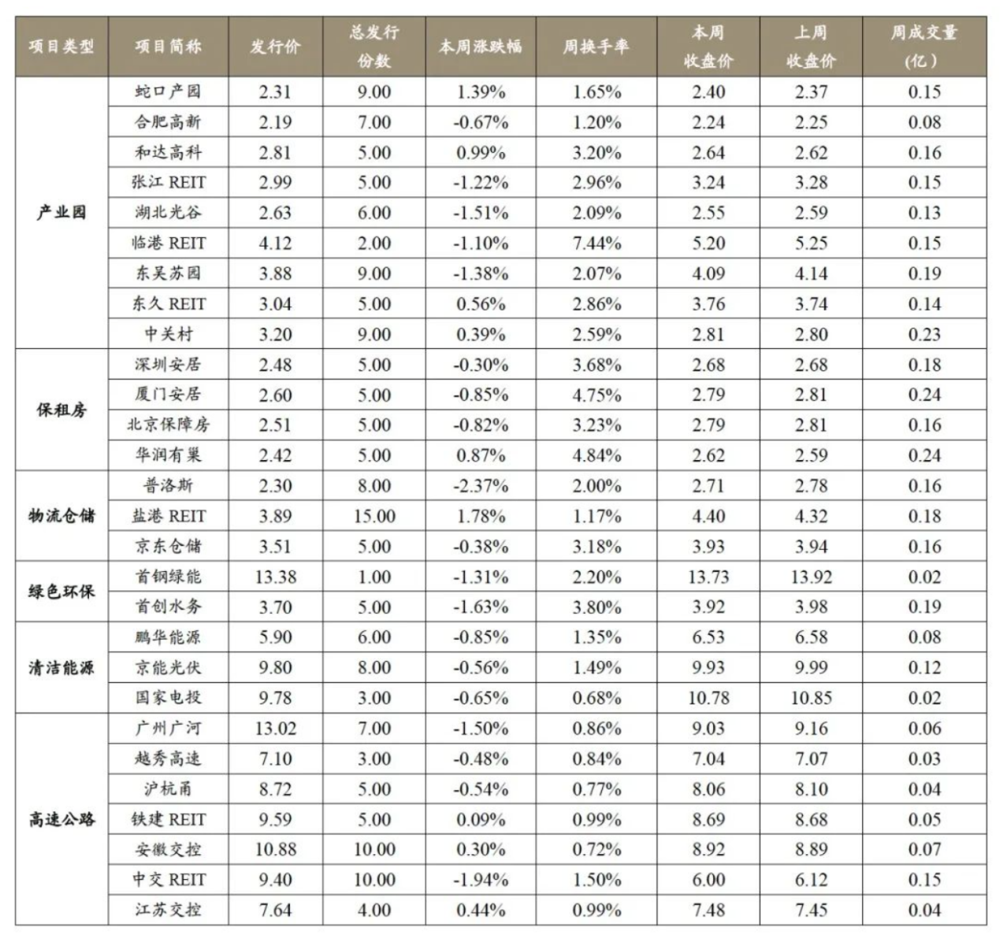 项目类型 项目简称 发行价 总发行份数 本周涨跌幅 周换手率 本周收盘价 上周收盘价 周成交量(亿)
产业园 蛇口产园 2.31 9.00 1.39% 1.65% 2.40 2.37 0.15
合肥高新 2.19 7.00 -0.67% 1.20% 2.24 2.25 0.08
和达高科 2.81 5.00 0.99% 3.20% 2.64 2.62 0.16
张江 REIT 2.99 5.00 -1.22% 2.96% 3.24 3.28 0.15
湖北光谷 2.63 6.00 -1.51% 2.09% 2.55 2.59 0.13
临港 REIT 4.12 2.00 -1.10% 7.44% 5.20 5.25 0.15
东吴苏园 3.88 9.00 -1.38% 2.07% 4.09 4.14 0.19
东久 REIT 3.04 5.00 0.56% 2.86% 3.76 3.74 0.14
中关村 3.20 9.00 0.39% 2.59% 2.81 2.80 0.23
保租房 深圳安居 2.48 5.00 -0.30% 3.68% 2.68 2.68 0.18
厦门安居 2.60 5.00 -0.85% 4.75% 2.79 2.81 0.24
北京保障房 2.51 5.00 -0.82% 3.23% 2.79 2.81 0.16
华润有巢 2.42 5.00 0.87% 4.84% 2.62 2.59 0.24
物流仓储 普洛斯 2.30 8.00 -2.37% 2.00% 2.71 2.78 0.16
盐港 REIT 3.89 15.00 1.78% 1.17% 4.40 4.32 0.18
京东仓储 3.51 5.00 -0.38% 3.18% 3.93 3.94 0.16
绿色环保 首钢绿能 13.38 1.00 -1.31% 2.20% 13.73 13.92 0.02
首创水务 3.70 5.00 -1.63% 3.80% 3.92 3.98 0.19
清洁能源 鹏华能源 5.90 6.00 -0.85% 1.35% 6.53 6.58 0.08
京能光伏 9.80 8.00 -0.56% 1.49% 9.93 9.99 0.12
国家电投 9.78 3.00 -0.65% 0.68% 10.78 10.85 0.02
高速公路 广州广河 13.02 7.00 -1.50% 0.86% 9.03 9.16 0.06
越秀高速 7.10 3.00 -0.48% 0.84% 7.04 7.07 0.03
沪杭甬 8.72 5.00 -0.54% 0.77% 8.06 8.10 0.04
铁建 REIT 9.59 5.00 0.09% 0.99% 8.69 8.68 0.05
安徽交控 10.88 10.00 0.30% 0.72% 8.92 8.89 0.07
中交 REIT 9.40 10.00 -1.94% 1.50% 6.00 6.12 0.15
江苏交控 7.64 4.00 0.44% 0.99% 7.48 7.45 0.04